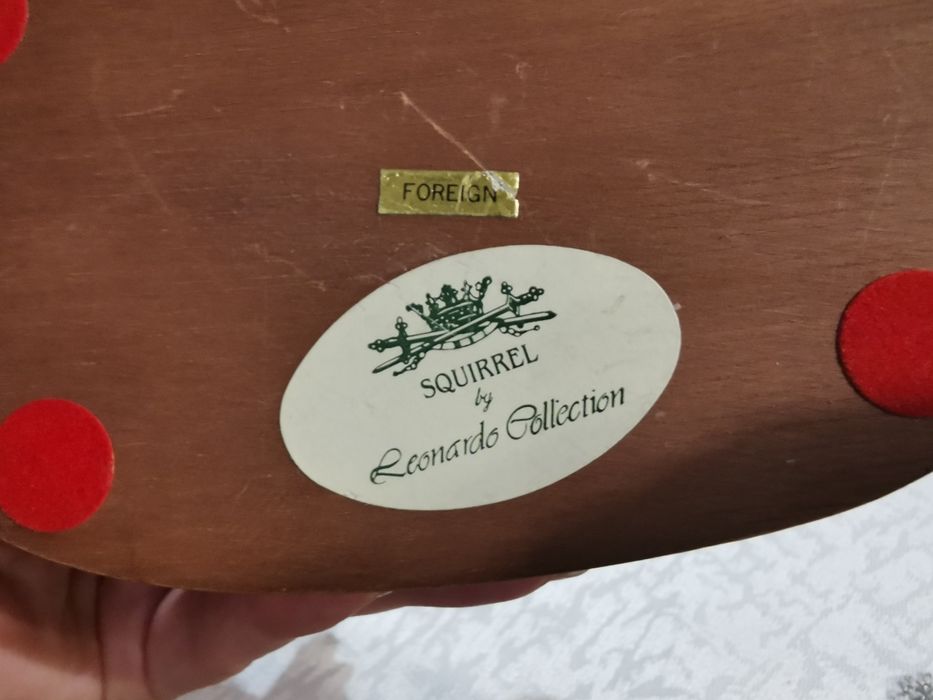 FOREIGN
SQUIRREL
by
Leonardo Collection